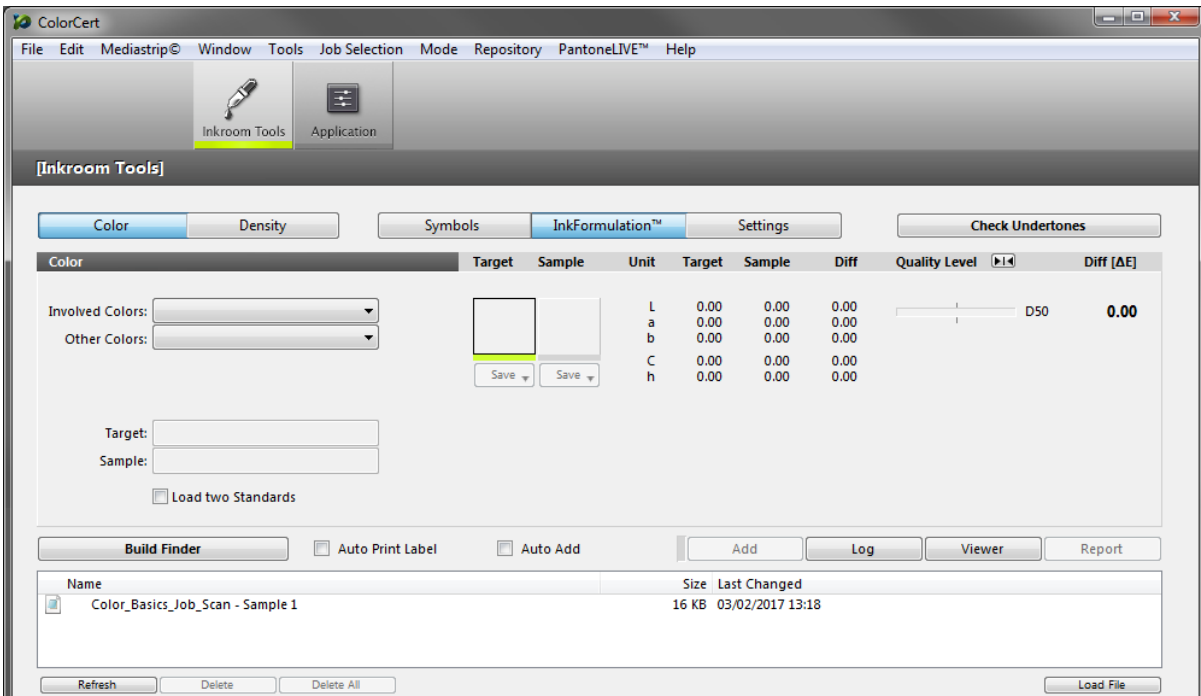 ColorCert
File Edit Mediastrip© Window Tools Job Selection Mode Repository PantoneLIVE™ Help
Inkroom Tools Application
[Inkroom Tools]
Color Density Symbols InkFormulation™ Settings Check Undertones
Color Target Sample Unit Target Sample Diff Quality Level Diff [ΔE]
Involved Colors: L 0.00 0.00 0.00 D50 0.00
a 0.00 0.00 0.00
Other Colors: b 0.00 0.00 0.00
C 0.00 0.00 0.00
Save Save h 0.00 0.00 0.00
Target:
Sample:
Load two Standards
Build Finder Auto Print Label Auto Add Add Log Viewer Report
Name Size Last Changed
Color_Basics_Job_Scan - Sample 1 16 KB 03/02/2017 13:18
Refresh Delete Delete All Load File